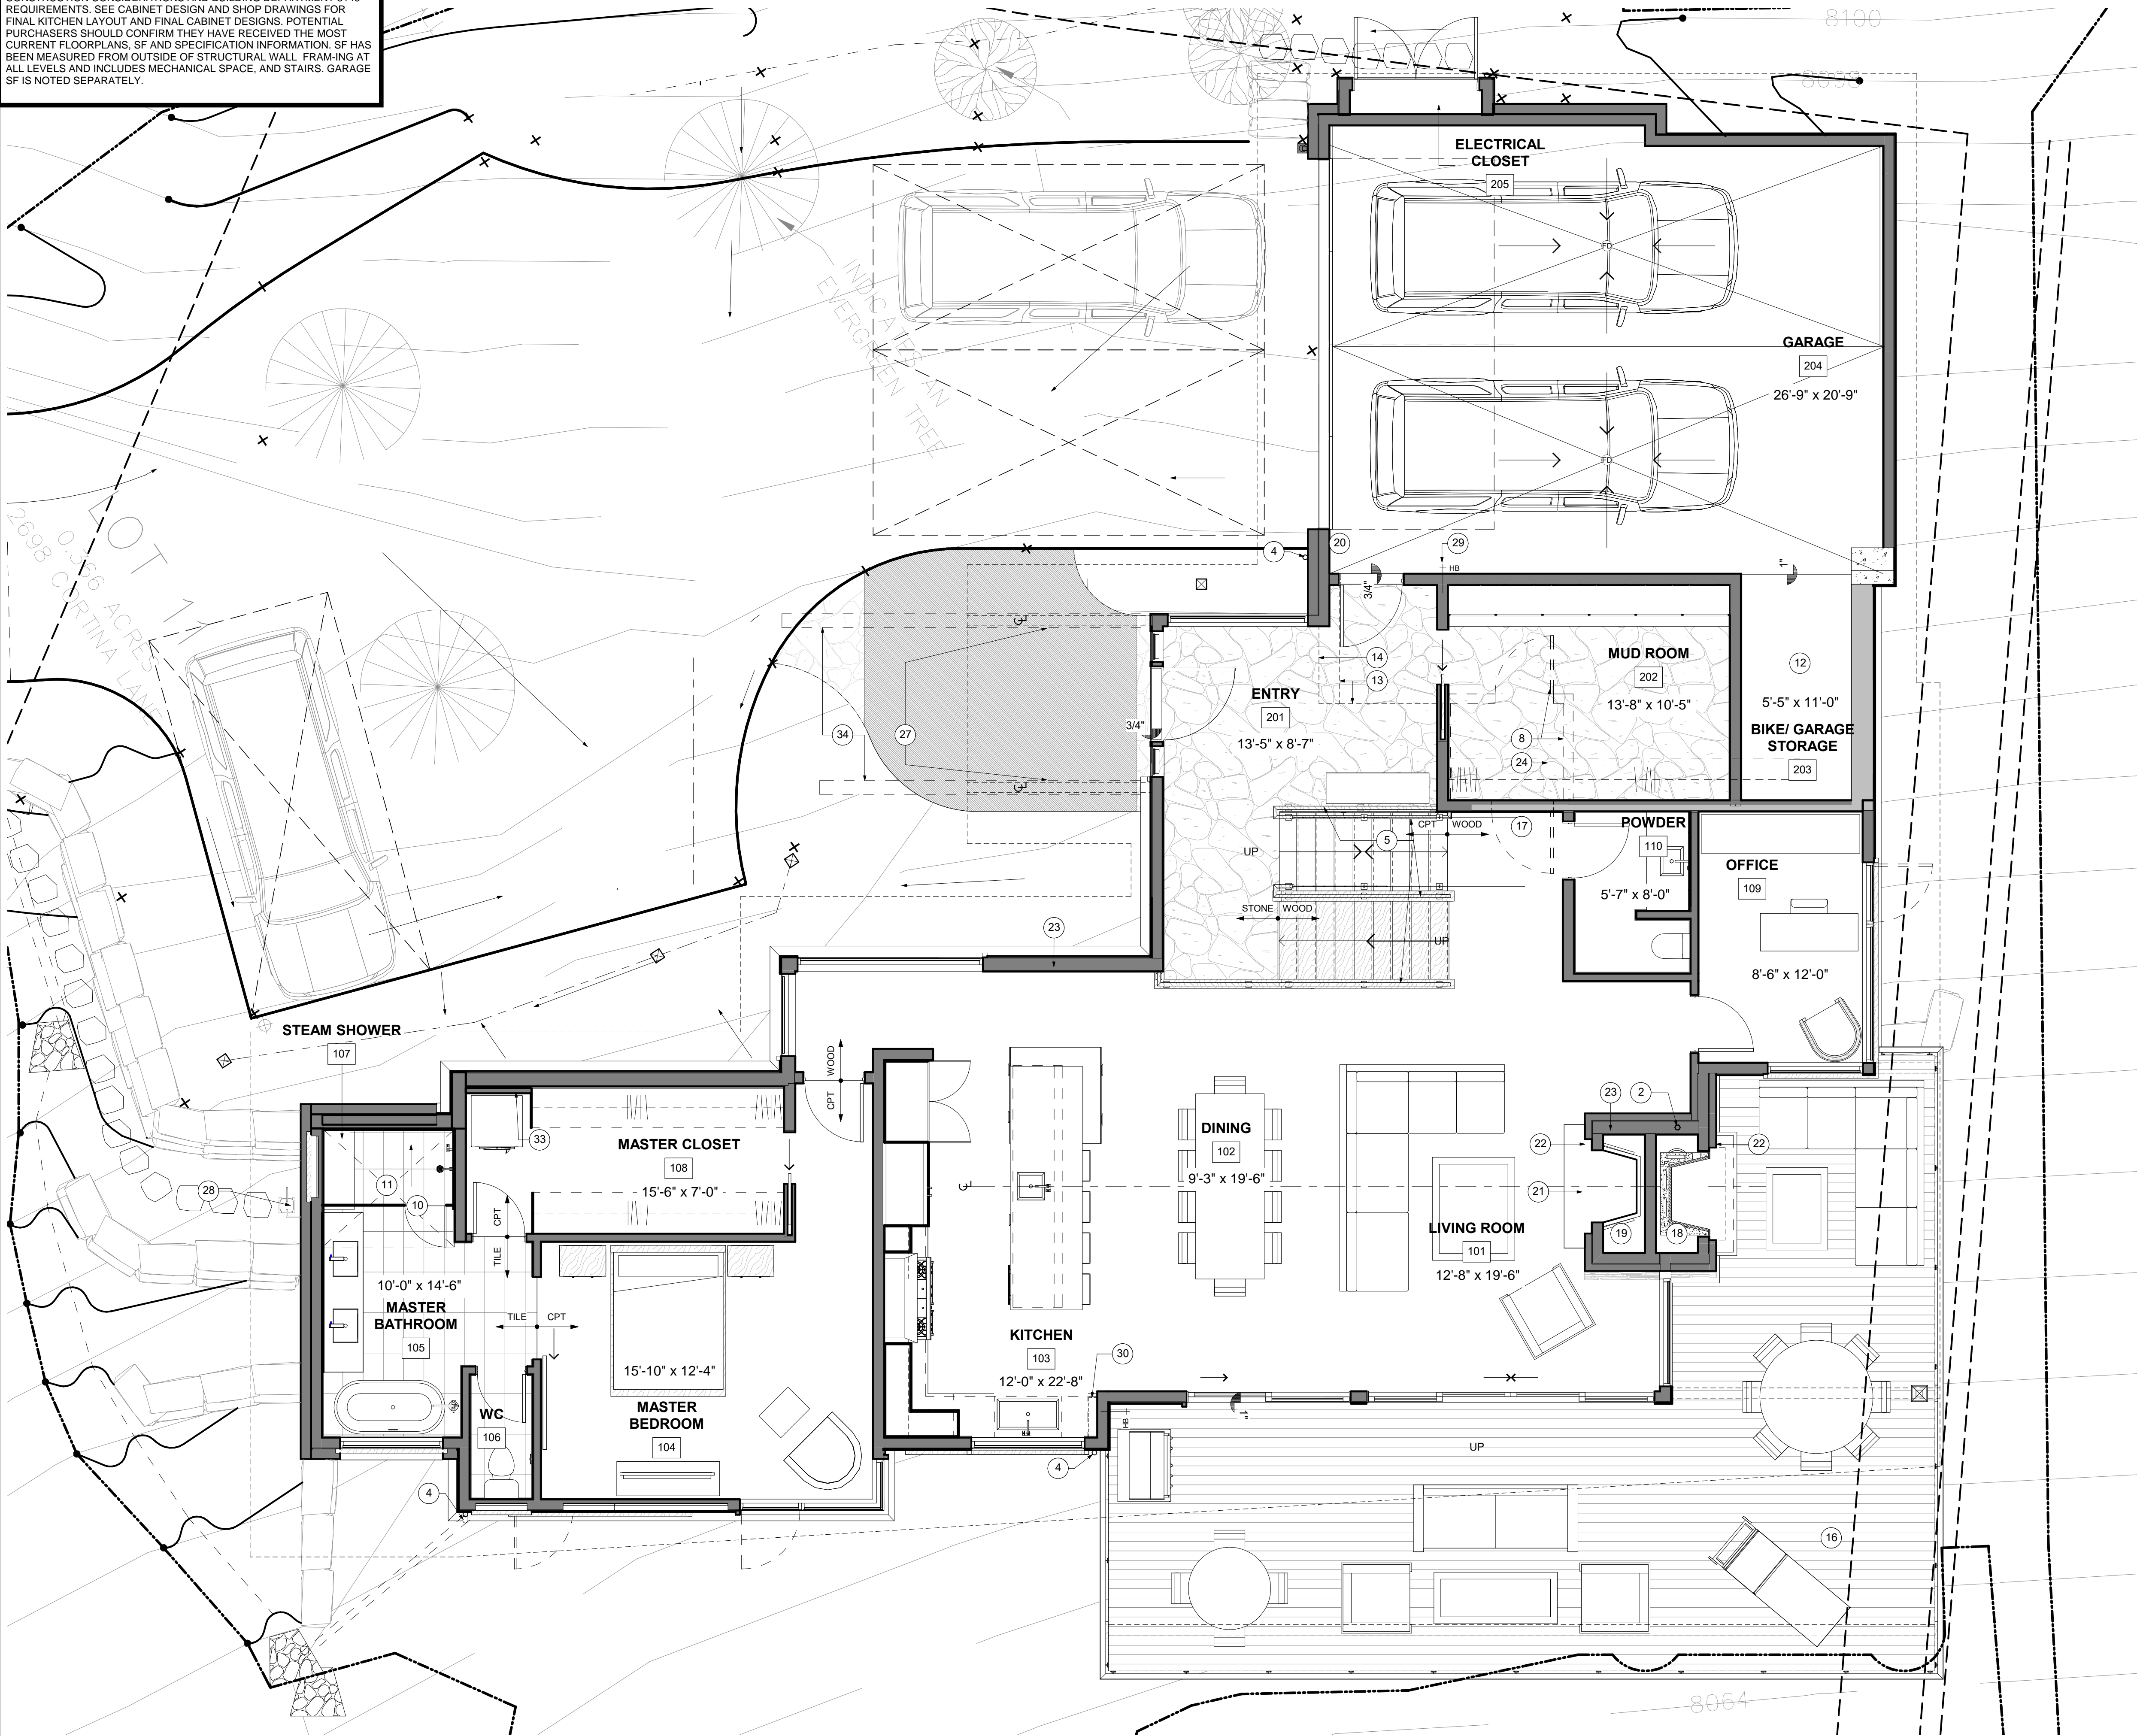 REQUIREMENTS. SEE CABINET DESIGN AND SHOP DRAWINGS FOR
FINAL KITCHEN LAYOUT AND FINAL CABINET DESIGNS. POTENTIAL
PURCHASERS SHOULD CONFIRM THEY HAVE RECEIVED THE MOST
CURRENT FLOORPLANS, SF AND SPECIFICATION INFORMATION. SF HAS
BEEN MEASURED FROM OUTSIDE OF STRUCTURAL WALL FRAM-ING AT
ALL LEVELS AND INCLUDES MECHANICAL SPACE, AND STAIRS. GARAGE
SF IS NOTED SEPARATELY.
8100
ELECTRICAL
CLOSET
205
FD
GARAGE
204
26'-9" x 20'-9"
FD
INDICATES AN
EVERGREEN TREE
LOT
0.366 ACRES
2698 CORTINA LANE
4
20
29
HB
3/4"
1"
14
13
ENTRY
201
13'-5" x 8'-7"
3/4"
34
27
MUD ROOM
202
13'-8" x 10'-5"
8
24
12
5'-5" x 11'-0"
BIKE/ GARAGE
STORAGE
203
UP
5
CPT
WOOD
17
POWDER
110
5'-7" x 8'-0"
OFFICE
109
8'-6" x 12'-0"
STONE
WOOD
UP
23
STEAM SHOWER
107
WOOD
CPT
33
MASTER CLOSET
108
15'-6" x 7'-0"
DINING
102
9'-3" x 19'-6"
23
2
22
22
21
19
18
LIVING ROOM
101
12'-8" x 19'-6"
28
11
10
CPT
TILE
10'-0" x 14'-6"
MASTER
BATHROOM
105
TILE
CPT
15'-10" x 12'-4"
MASTER
BEDROOM
104
KITCHEN
103
12'-0" x 22'-8"
30
WC
106
HB
1"
UP
4
4
16
8064